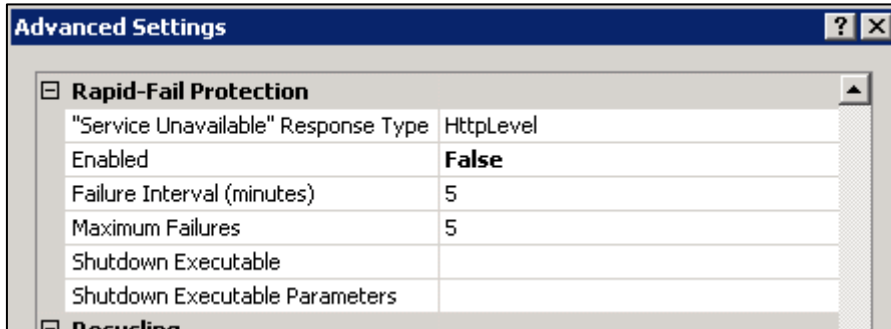 Advanced Settings
Rapid-Fail Protection
"Service Unavailable" Response Type HttpLevel
Enabled False
Failure Interval (minutes) 5
Maximum Failures 5
Shutdown Executable
Shutdown Executable Parameters
Recycling